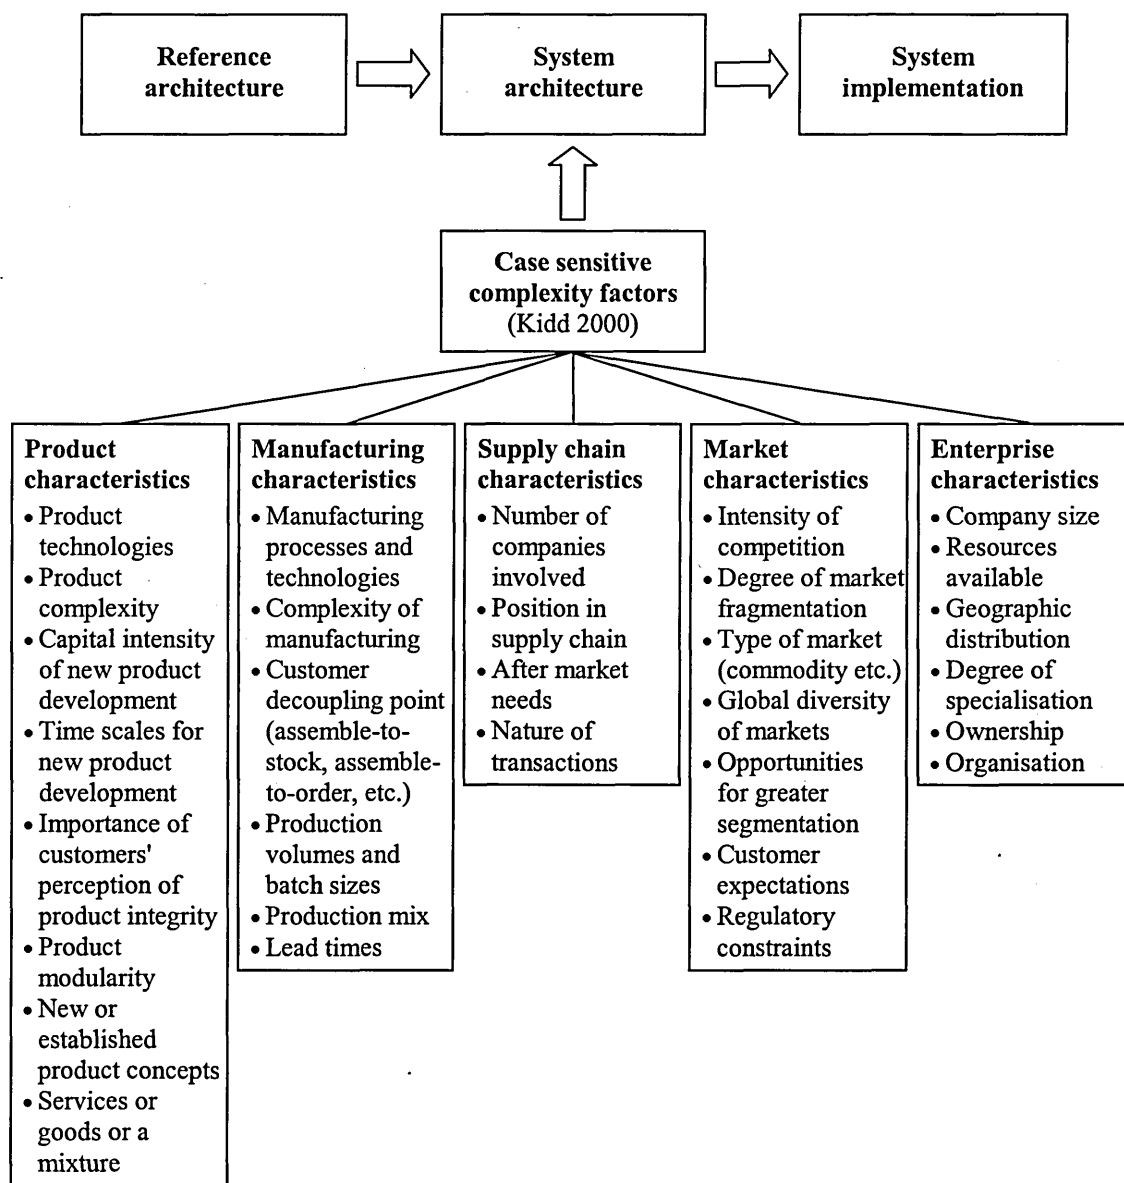 Reference
architecture
System
architecture
System
implementation
Case sensitive
complexity factors
(Kidd 2000)
Product
characteristics
• Product
technologies
• Product
complexity
• Capital intensity
of new product
development
• Time scales for
new product
development
• Importance of
customers'
perception of
product integrity
• Product
modularity
• New or
established
product concepts
• Services or
goods or a
mixture
Manufacturing
characteristics
• Manufacturing
processes and
technologies
• Complexity of
manufacturing
• Customer
decoupling point
(assemble-to-
stock, assemble-
to-order, etc.)
• Production
volumes and
batch sizes
• Production mix
• Lead times
Supply chain
characteristics
• Number of
companies
involved
• Position in
supply chain
• After market
needs
• Nature of
transactions
Market
characteristics
• Intensity of
competition
• Degree of market
fragmentation
• Type of market
(commodity etc.)
• Global diversity
of markets
• Opportunities
for greater
segmentation
• Customer
expectations
• Regulatory
constraints
Enterprise
characteristics
• Company size
• Resources
available
• Geographic
distribution
• Degree of
specialisation
• Ownership
• Organisation